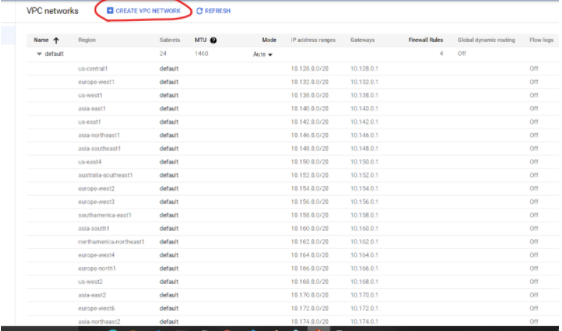 VPC networks CREATE VPC NETWORK REFRESH
Name Region Subnets MTU Mode IP address ranges Gateways Firewall Rules Global dynamic routing Flow logs
default 24 1460 Auto 4 Off
us-central1 default 10.128.0.0/20 10.128.0.1 Off
europe-west1 default 10.132.0.0/20 10.132.0.1 Off
us-west1 default 10.138.0.0/20 10.138.0.1 Off
asia-east1 default 10.140.0.0/20 10.140.0.1 Off
us-east1 default 10.142.0.0/20 10.142.0.1 Off
asia-northeast1 default 10.146.0.0/20 10.146.0.1 Off
asia-southeast1 default 10.148.0.0/20 10.148.0.1 Off
us-east4 default 10.150.0.0/20 10.150.0.1 Off
australia-southeast1 default 10.152.0.0/20 10.152.0.1 Off
europe-west2 default 10.154.0.0/20 10.154.0.1 Off
europe-west3 default 10.156.0.0/20 10.156.0.1 Off
southamerica-east1 default 10.158.0.0/20 10.158.0.1 Off
asia-south1 default 10.160.0.0/20 10.160.0.1 Off
northamerica-northeast1 default 10.162.0.0/20 10.162.0.1 Off
europe-west4 default 10.164.0.0/20 10.164.0.1 Off
europe-north1 default 10.166.0.0/20 10.166.0.1 Off
us-west2 default 10.168.0.0/20 10.168.0.1 Off
asia-east2 default 10.170.0.0/20 10.170.0.1 Off
europe-west6 default 10.172.0.0/20 10.172.0.1 Off
asia-northeast2 default 10.174.0.0/20 10.174.0.1 Off